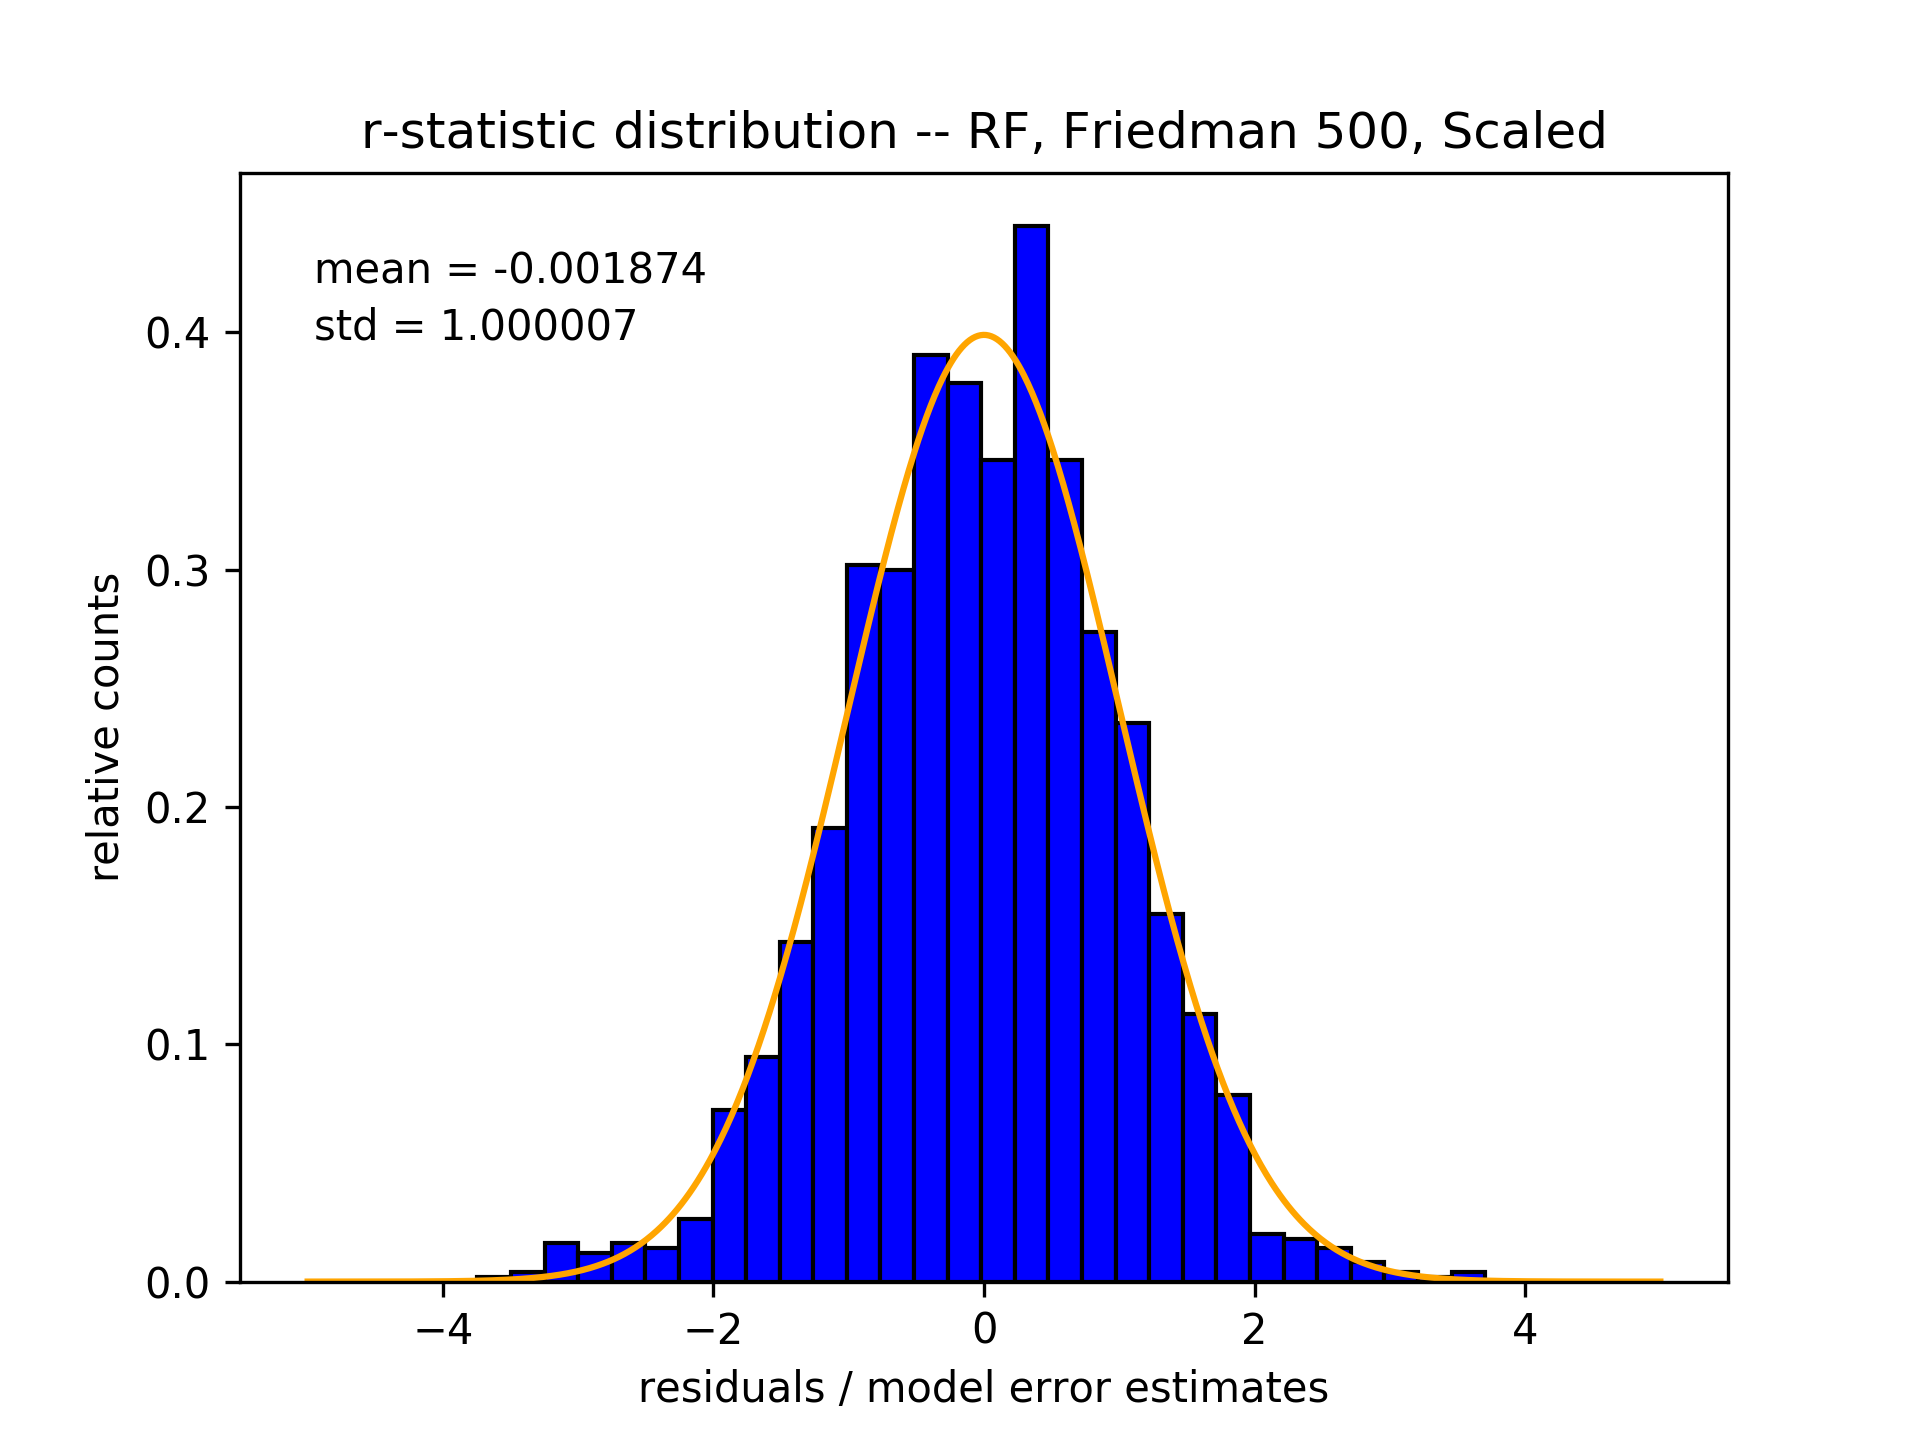 r-statistic distribution -- RF, Friedman 500, Scaled
mean = -0.001874
std = 1.000007
0.4
0.3
0.2
0.1
0.0
relative counts
−4
−2
0
2
4
residuals / model error estimates